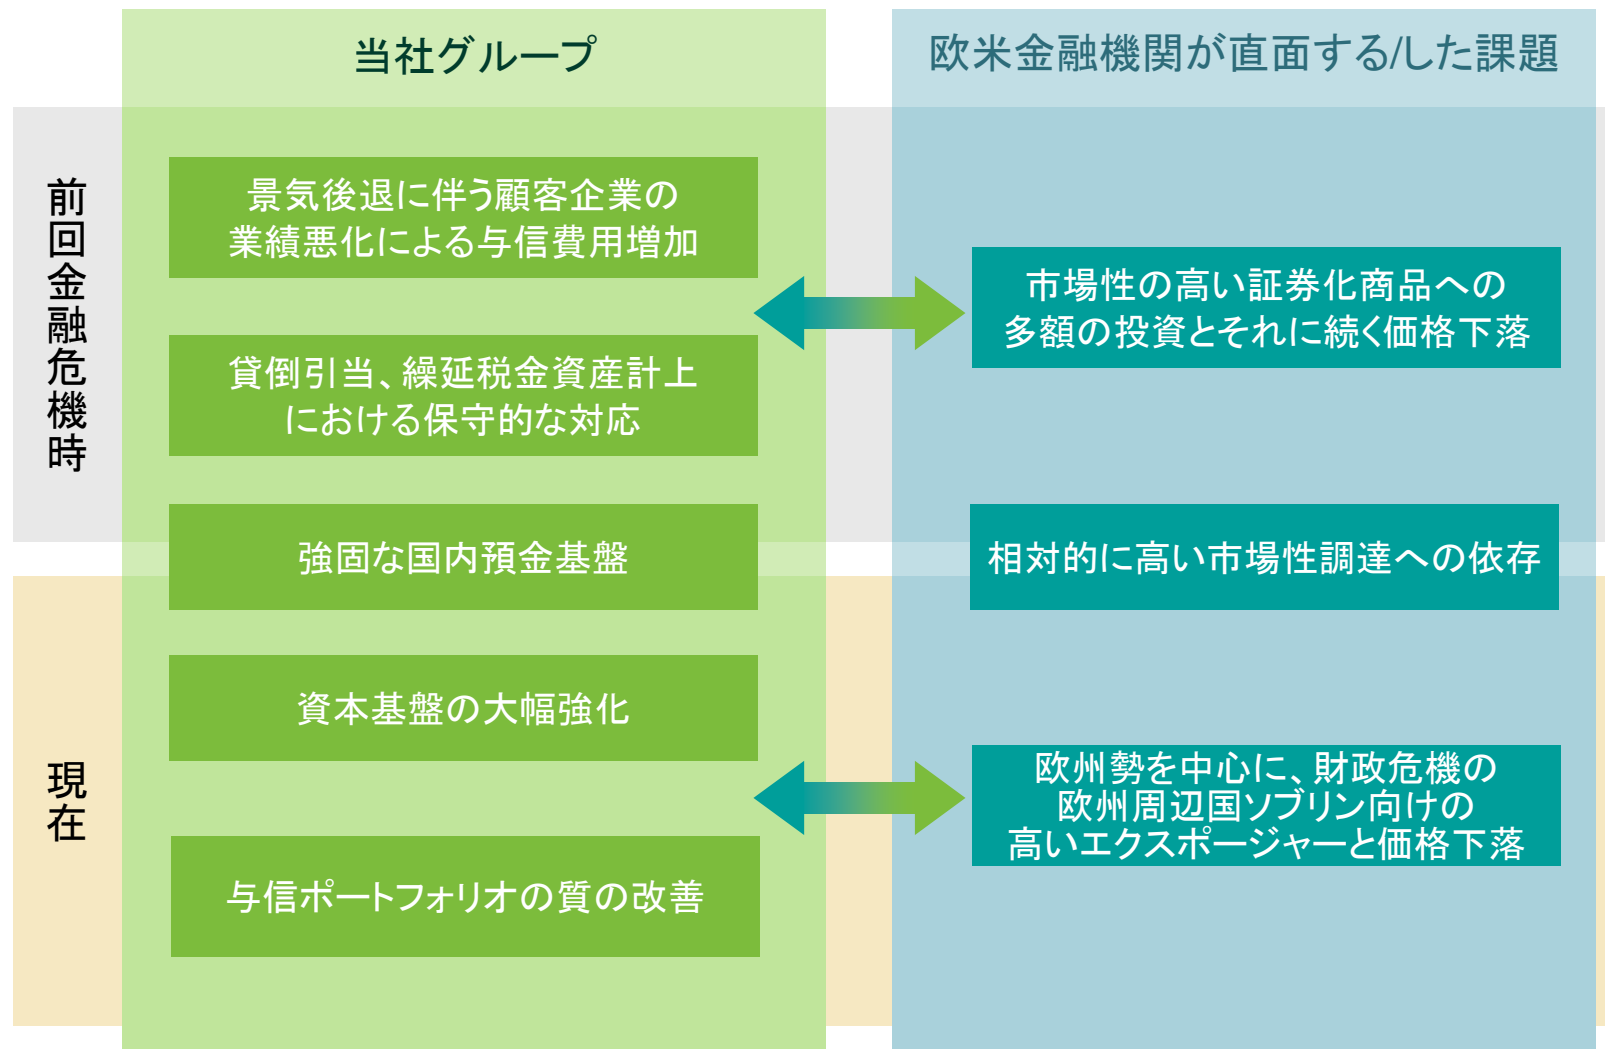 当社グループ
欧米金融機関が直面する/した課題
前回金融危機時
景気後退に伴う顧客企業の
業績悪化による与信費用増加
貸倒引当、繰延税金資産計上
における保守的な対応
市場性の高い証券化商品への
多額の投資とそれに続く価格下落
強固な国内預金基盤
相対的に高い市場性調達への依存
現在
資本基盤の大幅強化
与信ポートフォリオの質の改善
欧州勢を中心に、財政危機の
欧州周辺国ソブリン向けの
高いエクスポージャーと価格下落